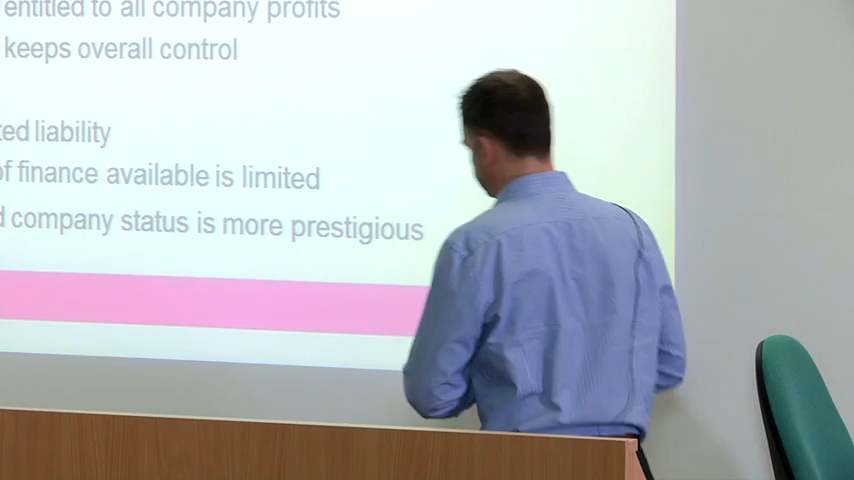 entitled to all company profits
keeps overall control
ted liability
of finance available is limited
d company status is more prestigious